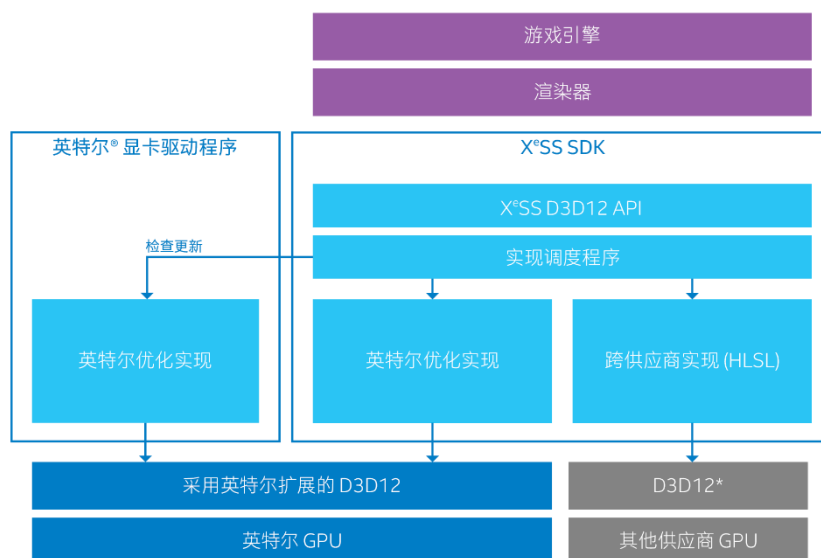 游戏引擎
渲染器
英特尔® 显卡驱动程序
XᵉSS SDK
XᵉSS D3D12 API
检查更新
实现调度程序
英特尔优化实现
英特尔优化实现
跨供应商实现 (HLSL)
采用英特尔扩展的 D3D12
D3D12*
英特尔 GPU
其他供应商 GPU